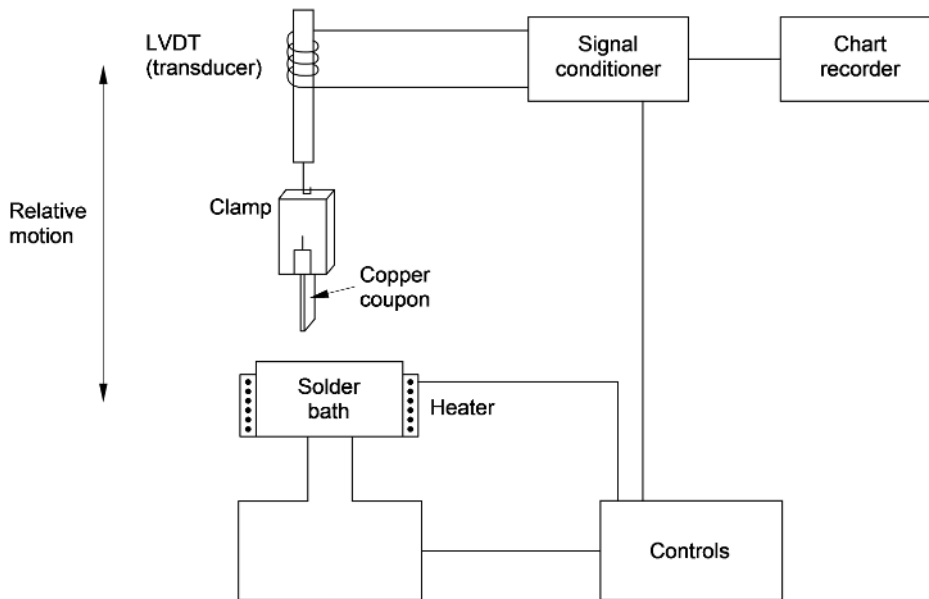 LVDT
(transducer)
Signal
conditioner
Chart
recorder
Relative
motion
Clamp
Copper
coupon
Solder
bath
Heater
Controls